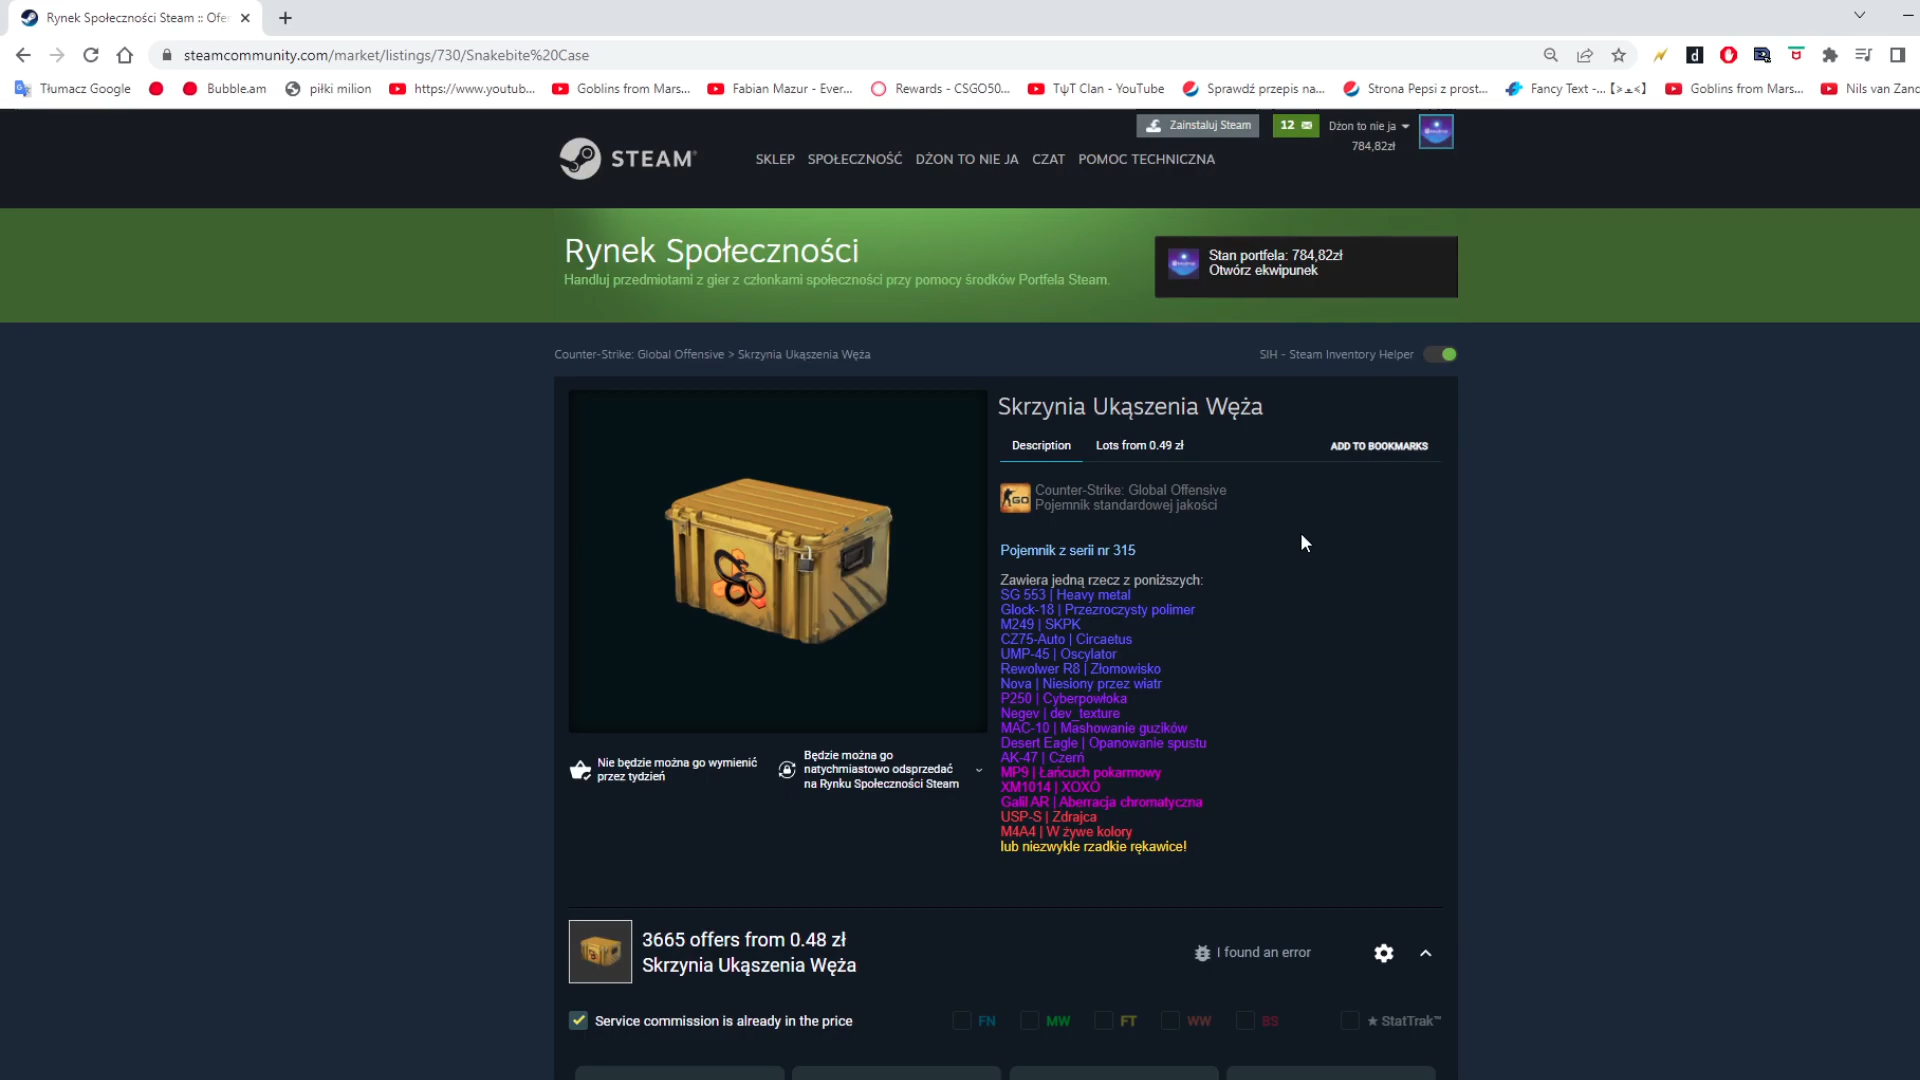 Rynek Społeczności Steam :: Ofe
steamcommunity.com/market/listings/730/Snakebite%20Case
Tłumacz Google
Bubble.am
piłki milion
https://www.youtub...
Goblins from Mars...
Fabian Mazur - Ever...
Rewards - CSGO50...
TψT Clan - YouTube
Sprawdź przepis na...
Strona Pepsi z prost...
Fancy Text -...
Goblins from Mars...
Nils van Zand
Zainstaluj Steam
12
Dżon to nie ja
784,82zł
STEAM
SKLEP
SPOŁECZNOŚĆ
DŻON TO NIE JA
CZAT
POMOC TECHNICZNA
Rynek Społeczności
Handluj przedmiotami z gier z członkami społeczności przy pomocy środków Portfela Steam.
Stan portfela: 784,82zł
Otwórz ekwipunek
Counter-Strike: Global Offensive > Skrzynia Ukąszenia Węża
SIH - Steam Inventory Helper
Skrzynia Ukąszenia Węża
Description
Lots from 0.49 zł
ADD TO BOOKMARKS
GO
Counter-Strike: Global Offensive
Pojemnik standardowej jakości
Pojemnik z serii nr 315
Zawiera jedną rzecz z poniższych:
SG 553 | Heavy metal
Glock-18 | Przezroczysty polimer
M249 | SKPK
CZ75-Auto | Circaetus
UMP-45 | Oscylator
Rewolwer R8 | Złomowisko
Nova | Niesiony przez wiatr
P250 | Cyberpowłoka
Negev | dev_texture
MAC-10 | Mashowanie guzików
Desert Eagle | Opanowanie spustu
AK-47 | Czerń
MP9 | Łańcuch pokarmowy
XM1014 | XOXO
Galil AR | Aberracja chromatyczna
USP-S | Zdrajca
M4A4 | W żywe kolory
lub niezwykle rzadkie rękawice!
Nie będzie można go wymienić
przez tydzień
Będzie można go
natychmiastowo odsprzedać
na Rynku Społeczności Steam
3665 offers from 0.48 zł
Skrzynia Ukąszenia Węża
I found an error
Service commission is already in the price
FN
MW
FT
WW
BS
★ StatTrak™